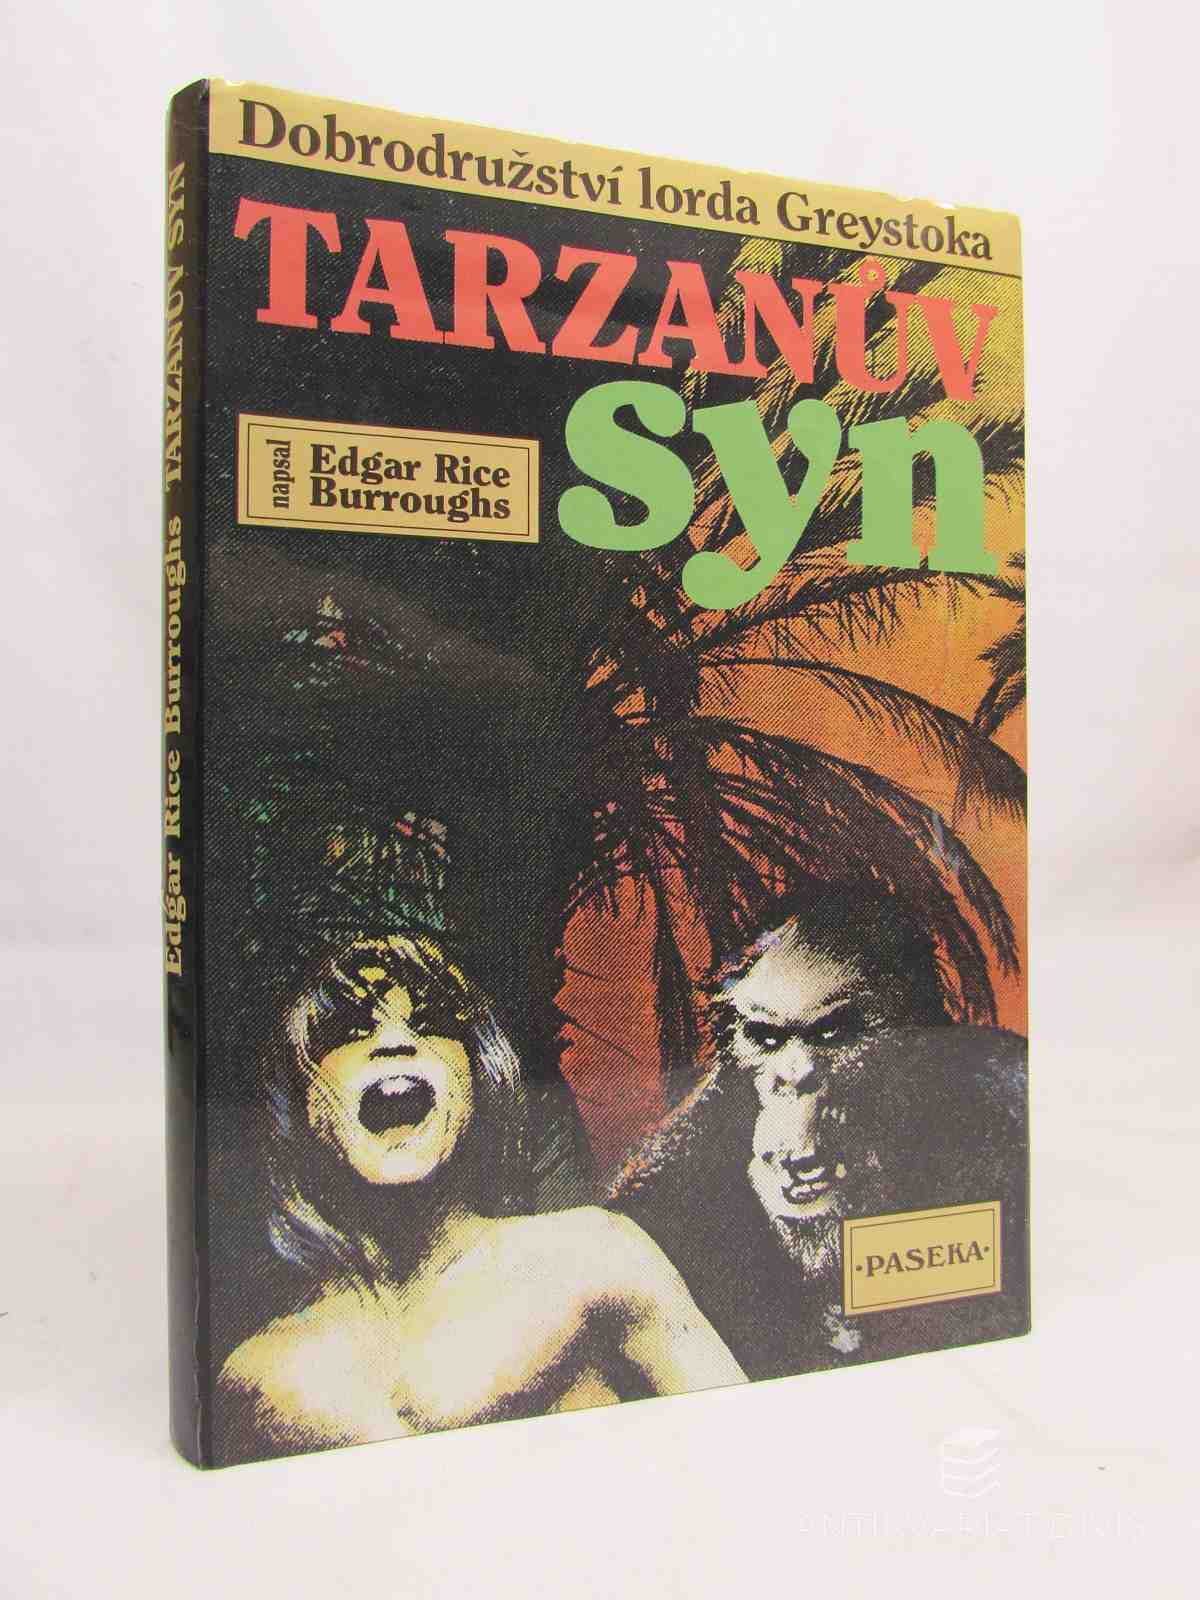 Dobrodružství lorda Greystoka
TARZANŮV
syn
napsal
Edgar Rice
Burroughs
·PASEKA·
Edgar Rice Burroughs TARZANŮV SYN